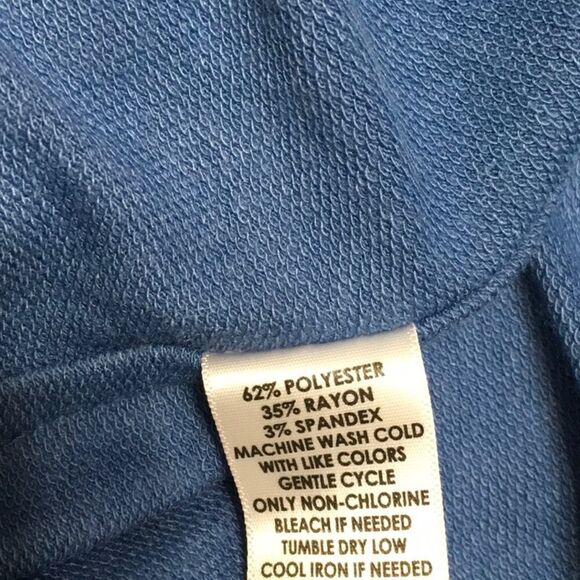 62% POLYESTER
35% RAYON
3% SPANDEX
MACHINE WASH COLD
WITH LIKE COLORS
GENTLE CYCLE
ONLY NON-CHLORINE
BLEACH IF NEEDED
TUMBLE DRY LOW
COOL IRON IF NEEDED